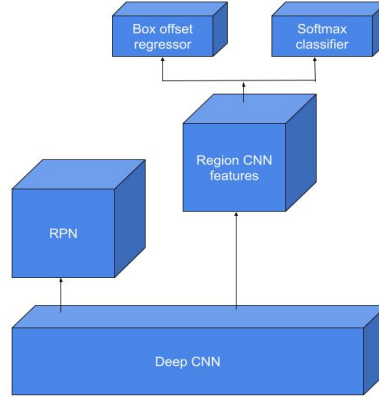 Box offset
regressor
Softmax
classifier
Region CNN
features
RPN
Deep CNN